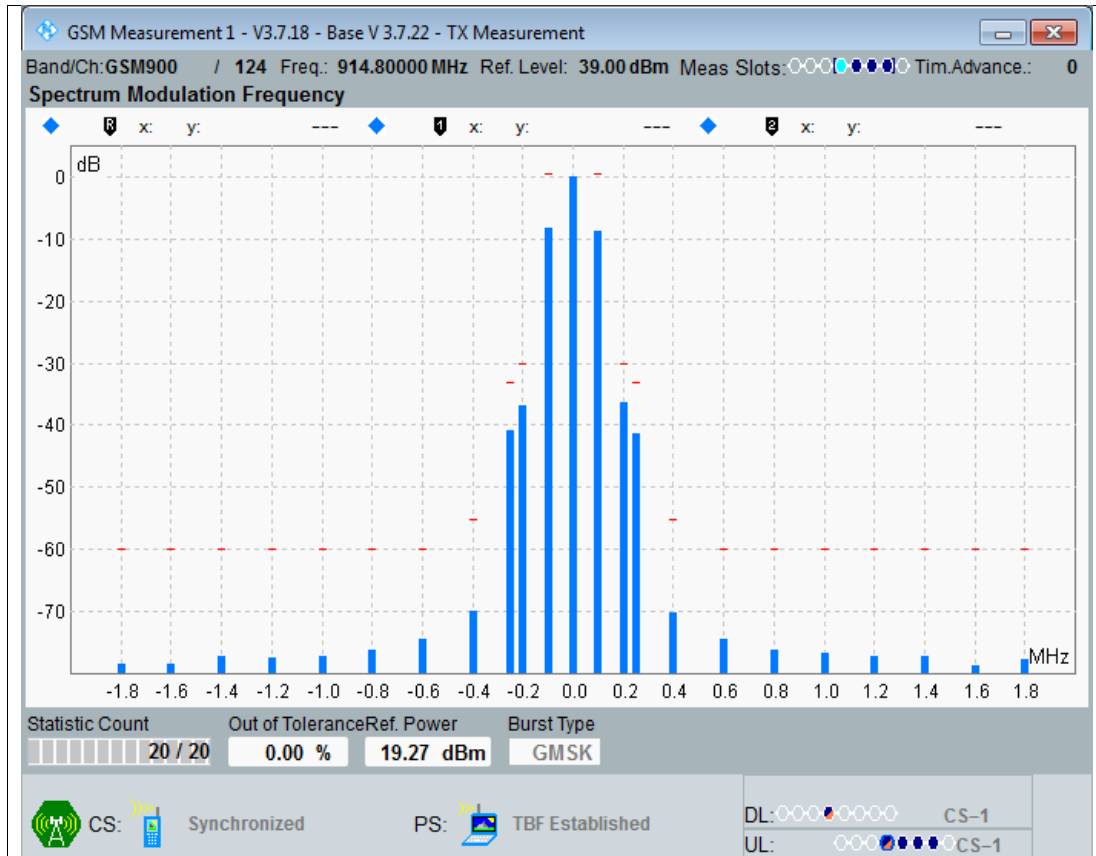 GSM Measurement 1 - V3.7.18 - Base V 3.7.22 - TX Measurement
Band/Ch:GSM900 / 124 Freq.: 914.80000 MHz Ref. Level: 39.00 dBm Meas Slots: Tim.Advance.: 0
Spectrum Modulation Frequency
R x: y: --- 1 x: y: --- 2 x: y: ---
dB
0
-10
-20
-30
-40
-50
-60
-70
MHz
-1.8 -1.6 -1.4 -1.2 -1.0 -0.8 -0.6 -0.4 -0.2 0.0 0.2 0.4 0.6 0.8 1.0 1.2 1.4 1.6 1.8
Statistic Count Out of Tolerance Ref. Power Burst Type
20 / 20 0.00 % 19.27 dBm GMSK
CS: Synchronized PS: TBF Established
DL: CS–1
UL: CS–1